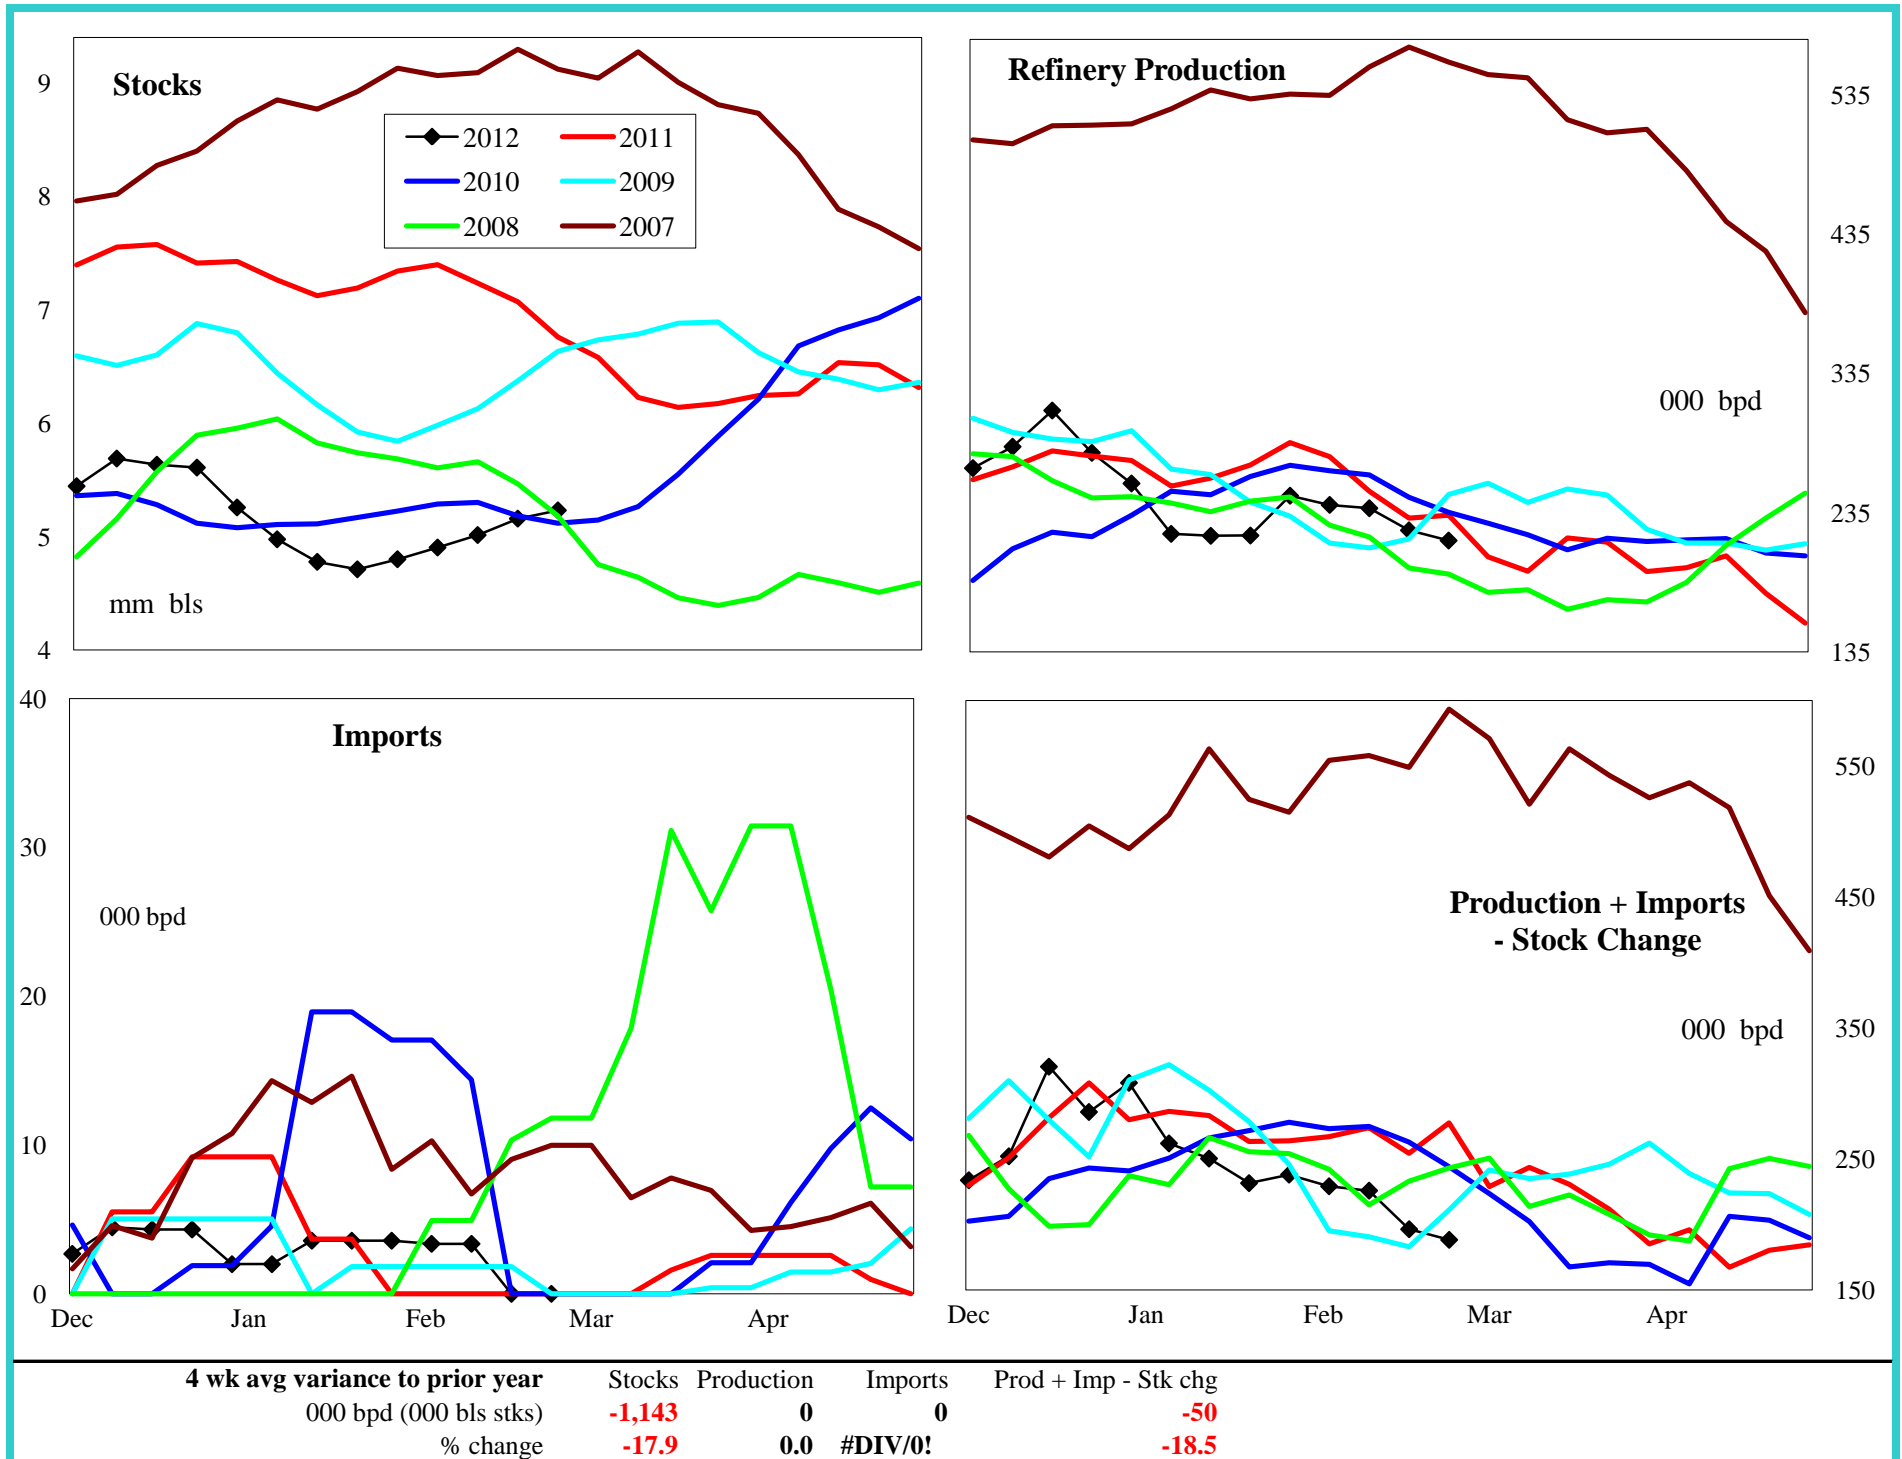 Stocks
9
8
7
6
5
4
2012
2011
2010
2009
2008
2007
mm bls
Refinery Production
535
435
335
235
135
000 bpd
Imports
40
30
20
10
0
000 bpd
Dec Jan Feb Mar Apr
Production + Imports
- Stock Change
550
450
350
250
150
000 bpd
Dec Jan Feb Mar Apr
4 wk avg variance to prior year Stocks Production Imports Prod + Imp - Stk chg
000 bpd (000 bls stks) -1,143 0 0 -50
% change -17.9 0.0 #DIV/0! -18.5